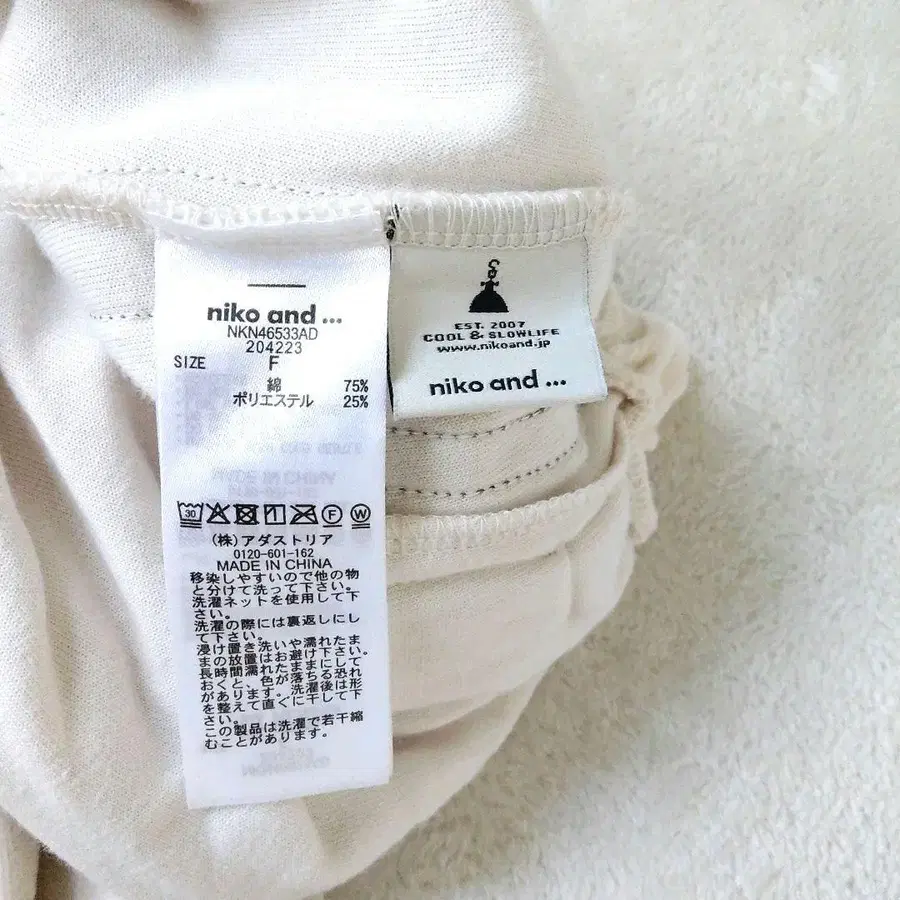 niko and ...
NKN46533AD
204223
SIZE F
綿 75%
ポリエステル 25%
30
F
W
(株)アダストリア
0120-601-162
MADE IN CHINA
移染しやすいので他の物
と分けて洗って下さい。
洗濯ネットを使用して下
さい。
洗濯の際には裏返しにし
て下さい。
浸け置き洗いや濡れたま
まの放置はお避け下さい。
長時間濡れたままにして
おくと、色が落ちる恐れ
があります。洗濯後は形
を整えて直ぐに干して下
さい。
この製品は洗濯で若干縮
むことがあります。
EST. 2007
COOL & SLOWLIFE
www.nikoand.jp
niko and ...